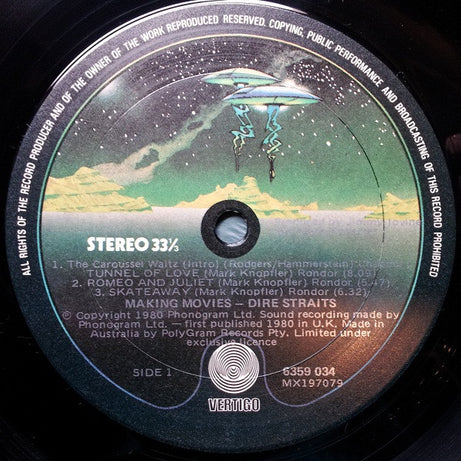 ALL RIGHTS OF THE RECORD PRODUCER AND OF THE OWNER OF THE WORK REPRODUCED RESERVED. COPYING, PUBLIC PERFORMANCE AND BROADCASTING OF THIS RECORD PROHIBITED
STEREO 33⅓
1. The Caroussel Waltz (Intro) (Rodgers/Hammerstein)
TUNNEL OF LOVE (Mark Knopfler) Rondor (8.09)
2. ROMEO AND JULIET (Mark Knopfler) Rondor (5.47)
3. SKATEAWAY (Mark Knopfler) Rondor (6.32)
MAKING MOVIES – DIRE STRAITS
© Copyright 1980 Phonogram Ltd. Sound recording made by
Phonogram Ltd. — first published 1980 in U.K. Made in
Australia by PolyGram Records Pty. Limited under
exclusive licence
SIDE 1
6359 034
MX197079
VERTIGO